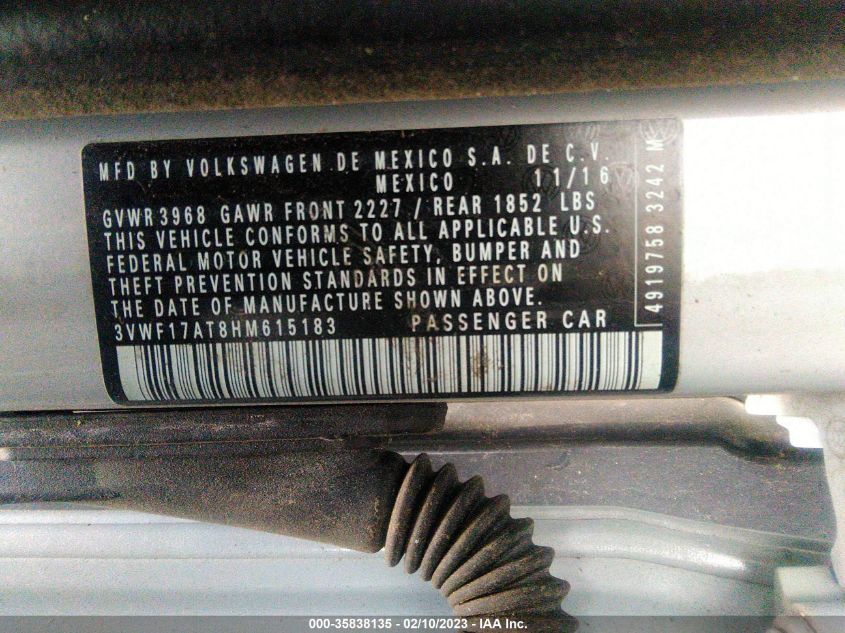 MFD BY VOLKSWAGEN DE MEXICO S.A. DE C.V.
MEXICO 11/16
GVWR 3968 GAWR FRONT 2227 / REAR 1852 LBS
THIS VEHICLE CONFORMS TO ALL APPLICABLE U.S.
FEDERAL MOTOR VEHICLE SAFETY, BUMPER AND
THEFT PREVENTION STANDARDS IN EFFECT ON
THE DATE OF MANUFACTURE SHOWN ABOVE.
3VWF17AT8HM615183 PASSENGER CAR
4919758 3242 M
000-35838135 - 02/10/2023 - IAA Inc.